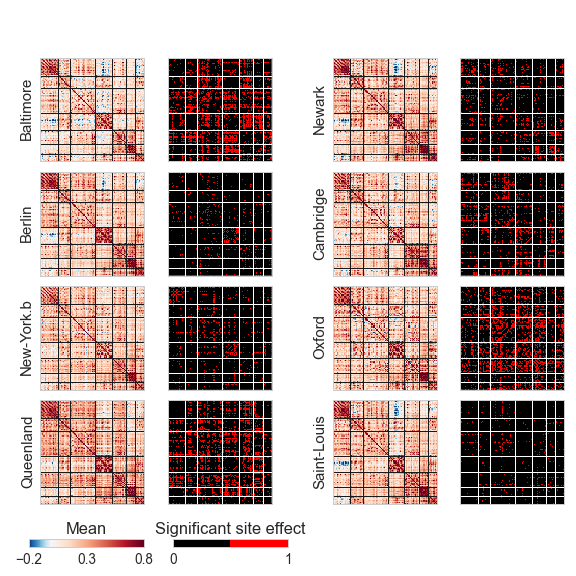 Baltimore
Newark
Berlin
Cambridge
New-York.b
Oxford
Queenland
Saint-Louis
Mean
Significant site effect
−0.2 0.3 0.8
0 1